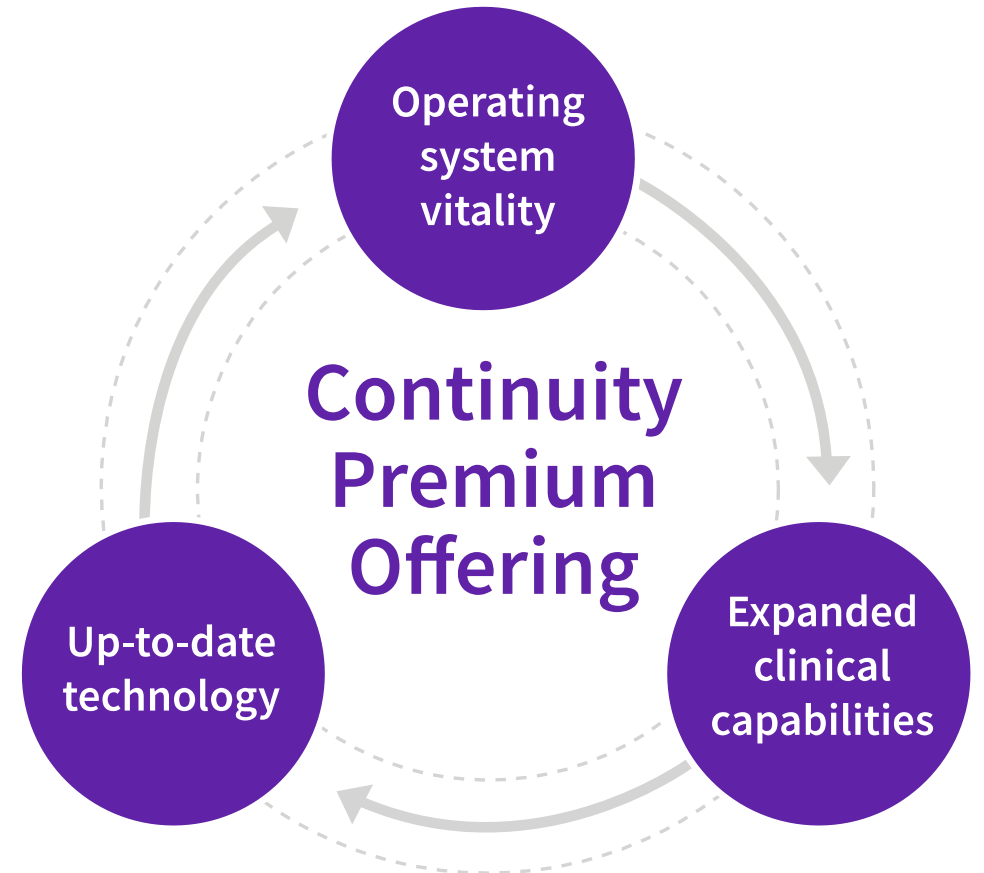 Operating
system
vitality
Continuity
Premium
Offering
Expanded
clinical
capabilities
Up-to-date
technology